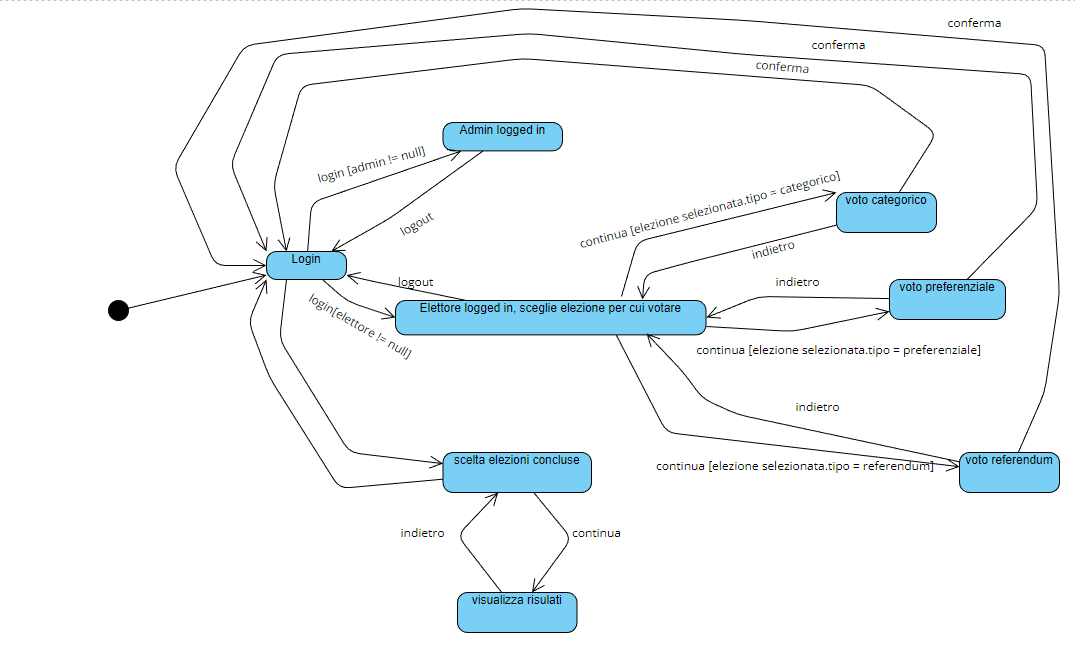 conferma
conferma
conferma
Admin logged in
login [admin != null]
logout
continua [elezione selezionata.tipo = categorico]
voto categorico
indietro
Login
logout
indietro
voto preferenziale
login[elettore != null]
Elettore logged in, sceglie elezione per cui votare
continua [elezione selezionata.tipo = preferenziale]
indietro
scelta elezioni concluse
continua [elezione selezionata.tipo = referendum]
voto referendum
indietro
continua
visualizza risulati